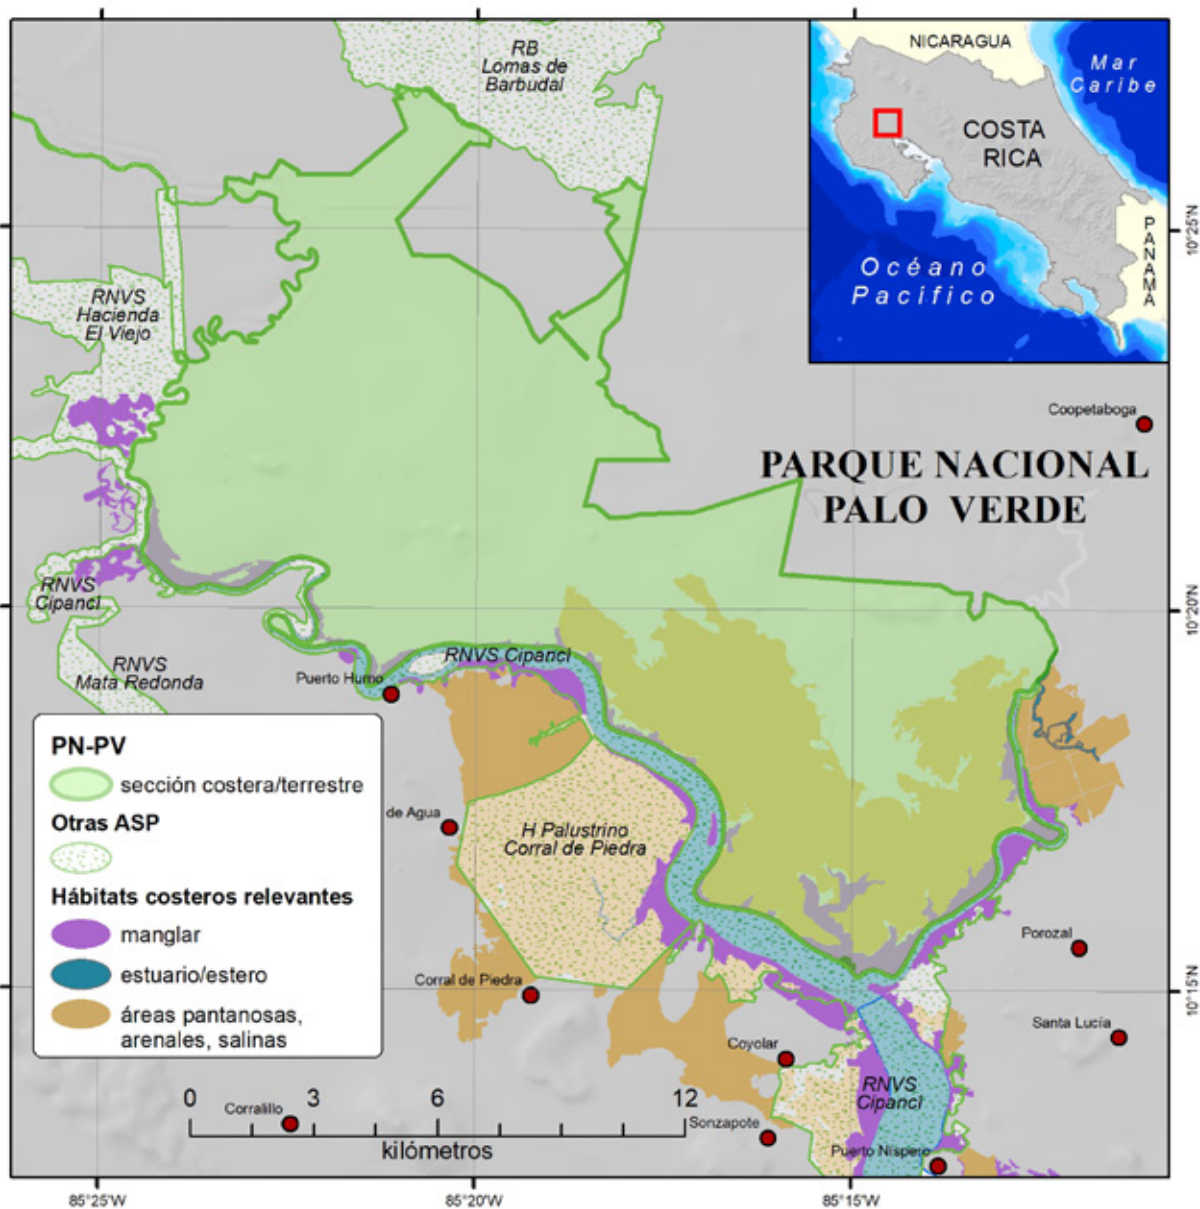 RB
Lomas de
Barbudal
NICARAGUA
Mar
Caribe
COSTA
RICA
PANAMÁ
Océano
Pacífico
10°25'N
RNVS
Hacienda
El Viejo
Coopetaboga
PARQUE NACIONAL
PALO VERDE
RNVS
Cipancí
10°20'N
RNVS
Mata Redonda
RNVS Cipancí
Puerto Humo
PN-PV
sección costera/terrestre
Otras ASP
Hábitats costeros relevantes
manglar
estuario/estero
áreas pantanosas,
arenales, salinas
de Agua
H Palustrino
Corral de Piedra
Porozal
Corral de Piedra
10°15'N
Santa Lucía
Coyolar
RNVS
Cipancí
0 3 6 12
Corralillo
kilómetros
Sonzapote
Puerto Níspero
85°25'W 85°20'W 85°15'W